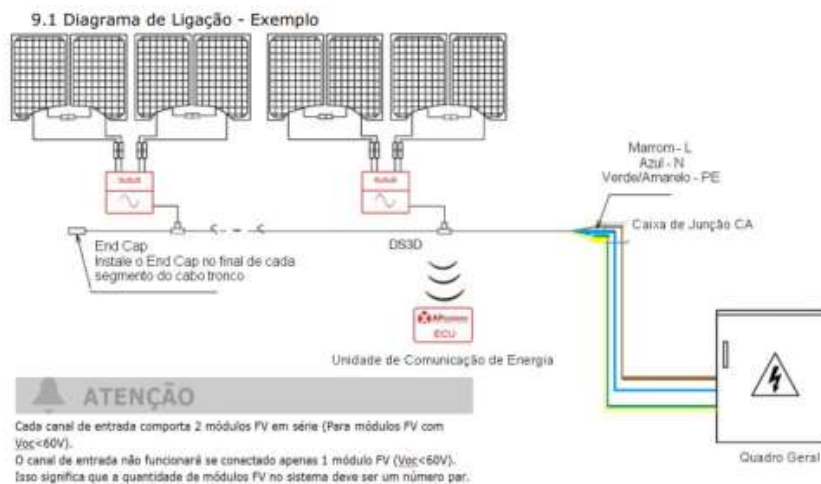 9.1 Diagrama de Ligação - Exemplo
Marrom - L
Azul - N
Verde/Amarelo - PE
Caixa de Junção CA
End Cap
Instale o End Cap no final de cada
segmento do cabo tronco
DS3D
APsystems
ECU
Unidade de Comunicação de Energia
ATENÇÃO
Cada canal de entrada comporta 2 módulos FV em série (Para módulos FV com
Voc<60V).
O canal de entrada não funcionará se conectado apenas 1 módulo FV (Voc<60V).
Isso significa que a quantidade de módulos FV no sistema deve ser um número par.
Quadro Geral